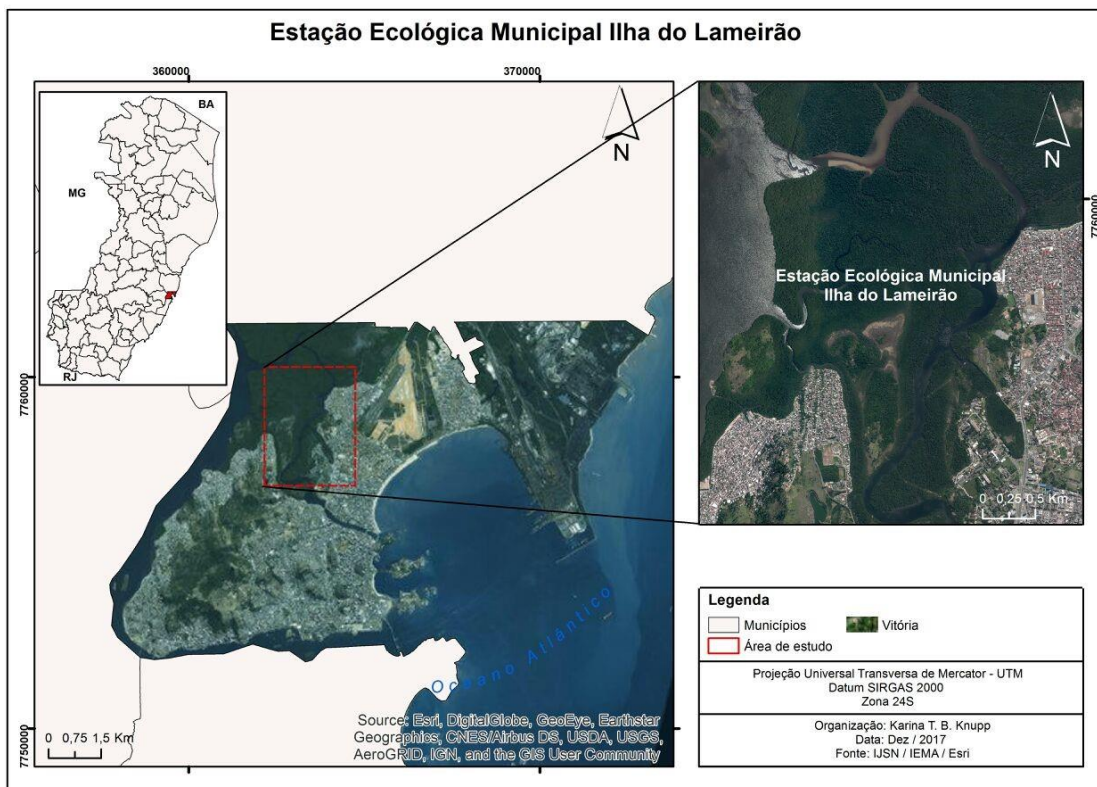 Estação Ecológica Municipal Ilha do Lameirão
360000
370000
BA
MG
RJ
N
7760000
7750000
Oceano Atlântico
0 0,75 1,5 Km
Source: Esri, DigitalGlobe, GeoEye, Earthstar
Geographics, CNES/Airbus DS, USDA, USGS,
AeroGRID, IGN, and the GIS User Community
N
7760000
Estação Ecológica Municipal
Ilha do Lameirão
0 0,25 0,5 Km
Legenda
Municípios
Vitória
Área de estudo
Projeção Universal Transversa de Mercator - UTM
Datum SIRGAS 2000
Zona 24S
Organização: Karina T. B. Knupp
Data: Dez / 2017
Fonte: IJSN / IEMA / Esri